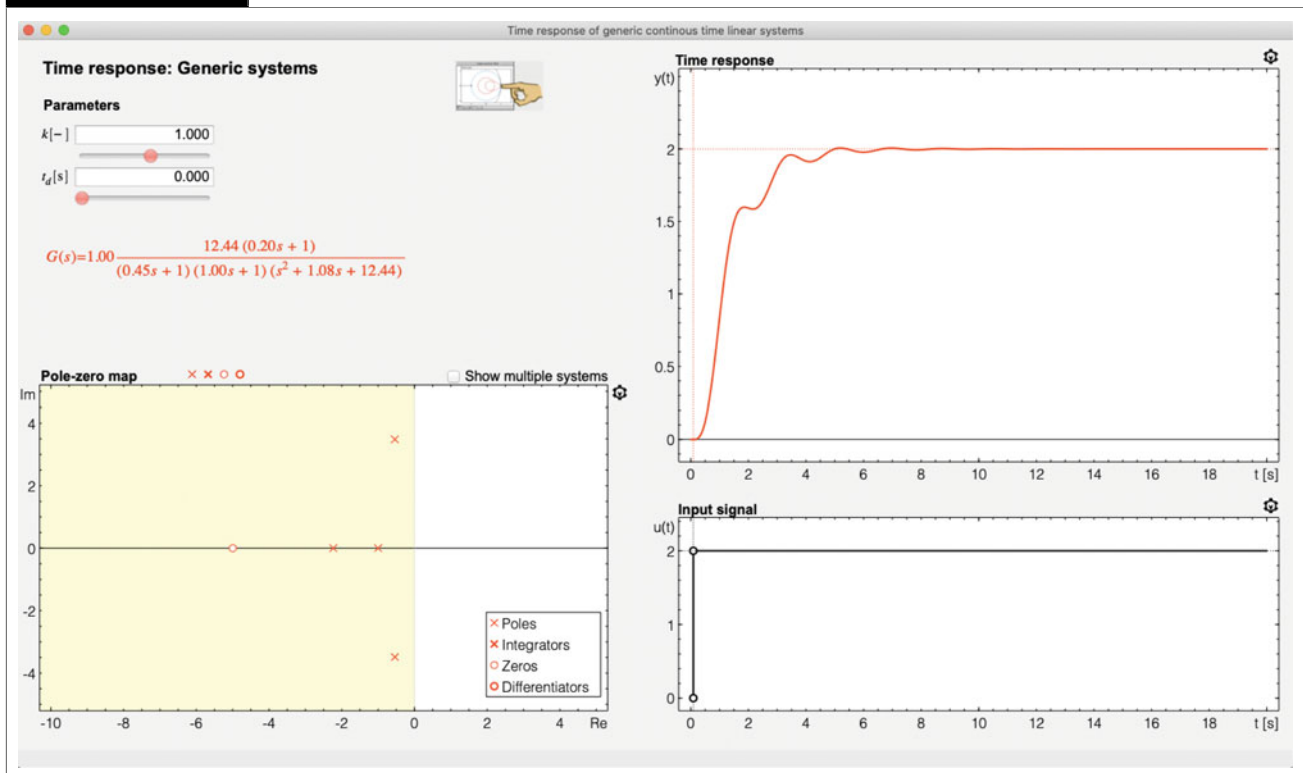 Time response of generic continous time linear systems
Time response: Generic systems
Parameters
k[−] 1.000
t_d[s] 0.000
G(s)=1.00 12.44 (0.20s + 1) / (0.45s + 1) (1.00s + 1) (s² + 1.08s + 12.44)
Pole-zero map × × ○ ○ Show multiple systems
Im
4
2
0
-2
-4
-10 -8 -6 -4 -2 0 2 4 Re
× Poles
× Integrators
○ Zeros
○ Differentiators
Time response
y(t)
2
1.5
1
0.5
0
0 2 4 6 8 10 12 14 16 18 t [s]
Input signal
u(t)
2
1
0
0 2 4 6 8 10 12 14 16 18 t [s]